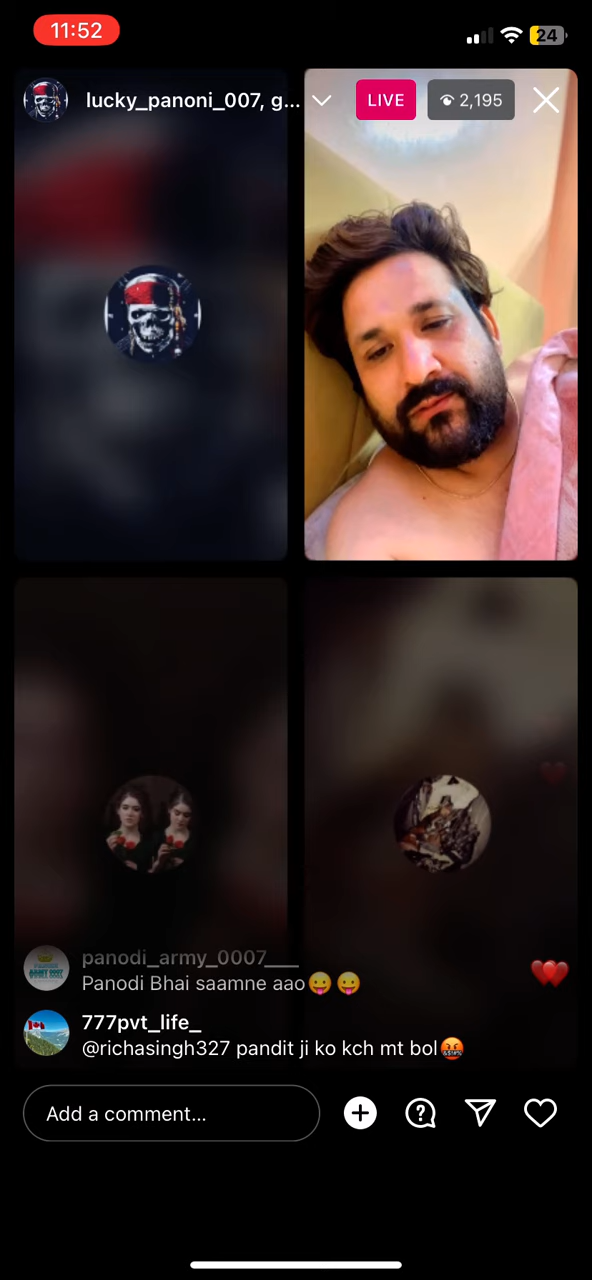 11:52
24
lucky_panoni_007, g...
LIVE
2,195
panodi_army_0007___
Panodi Bhai saamne aao😛 😛
777pvt_life_
@richasingh327 pandit ji ko kch mt bol🤬
Add a comment...